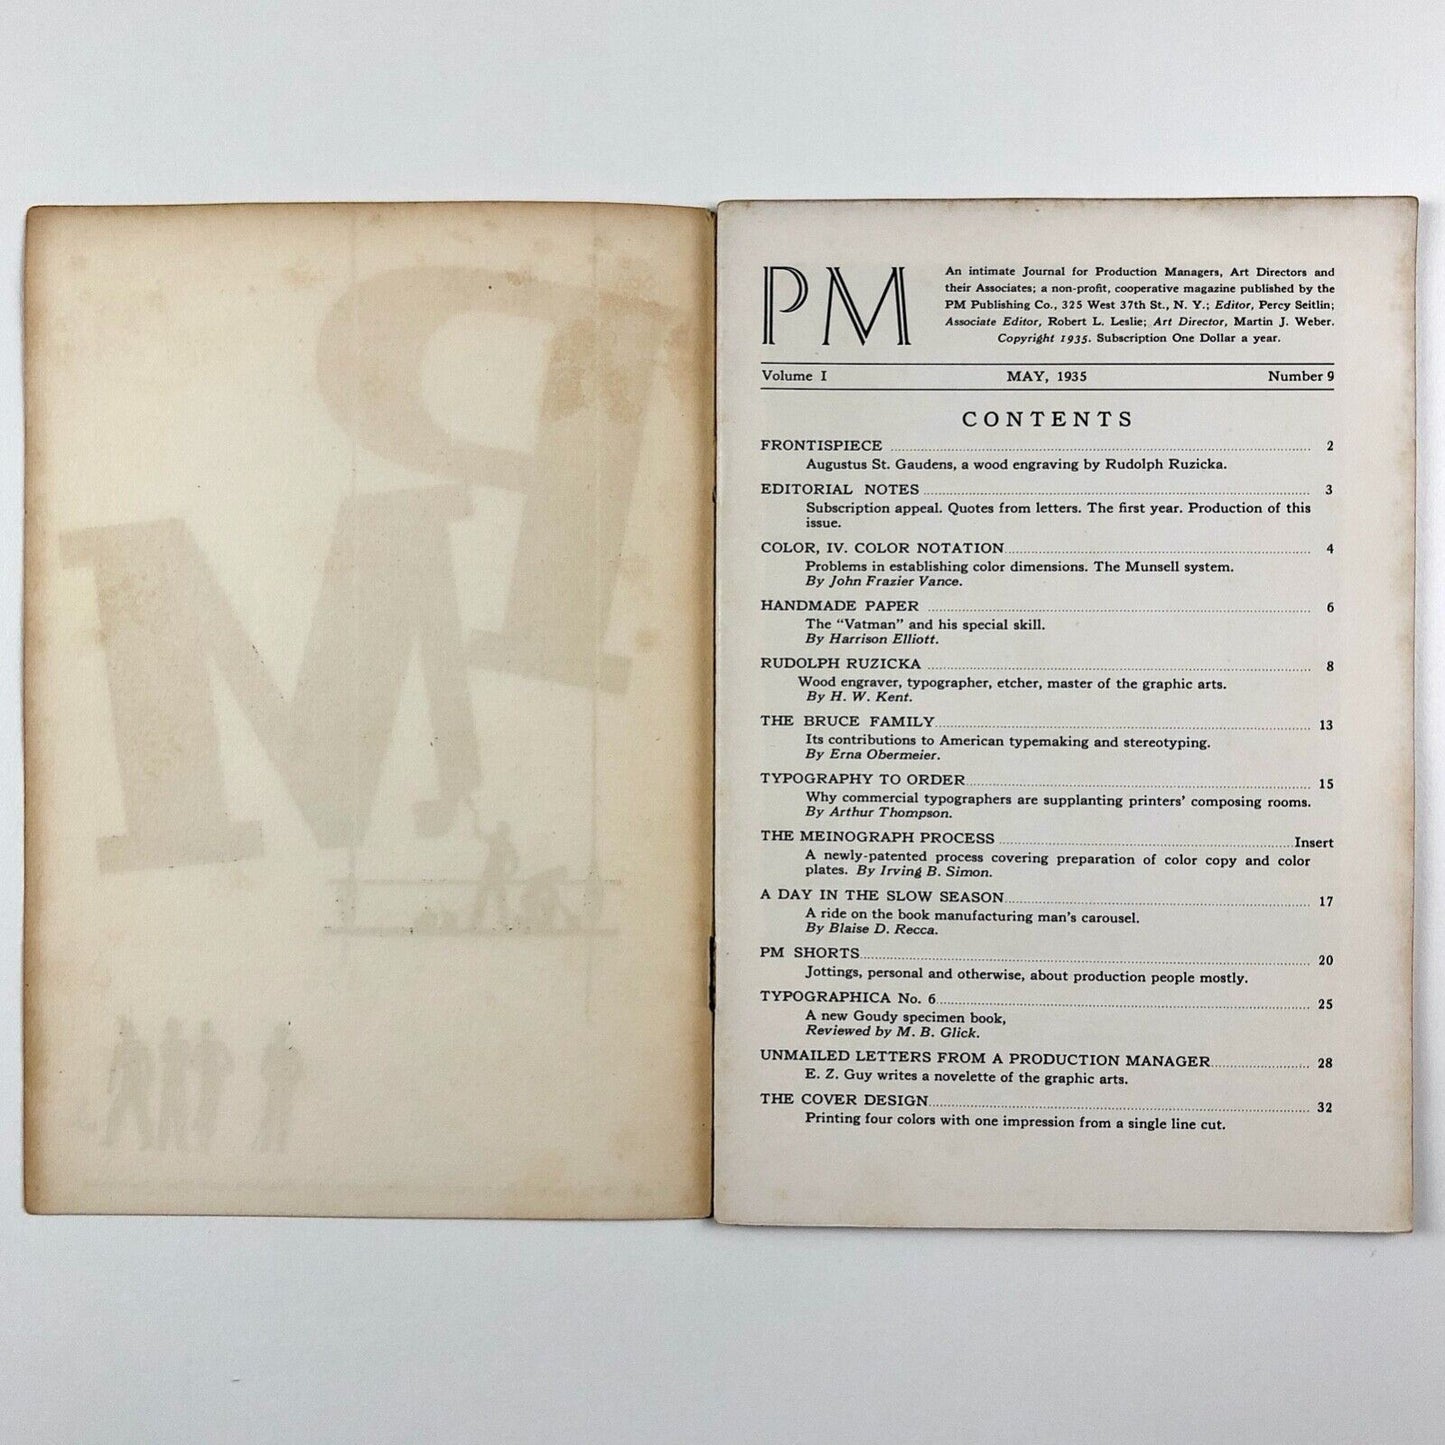 PM
An intimate Journal for Production Managers, Art Directors and
their Associates; a non-profit, cooperative magazine published by the
PM Publishing Co., 325 West 37th St., N. Y.; Editor, Percy Seitlin;
Associate Editor, Robert L. Leslie; Art Director, Martin J. Weber.
Copyright 1935. Subscription One Dollar a year.
Volume I MAY, 1935 Number 9
CONTENTS
FRONTISPIECE 2
Augustus St. Gaudens, a wood engraving by Rudolph Ruzicka.
EDITORIAL NOTES 3
Subscription appeal. Quotes from letters. The first year. Production of this
issue.
COLOR, IV. COLOR NOTATION 4
Problems in establishing color dimensions. The Munsell system.
By John Frazier Vance.
HANDMADE PAPER 6
The “Vatman” and his special skill.
By Harrison Elliott.
RUDOLPH RUZICKA 8
Wood engraver, typographer, etcher, master of the graphic arts.
By H. W. Kent.
THE BRUCE FAMILY 13
Its contributions to American typemaking and stereotyping.
By Erna Obermeier.
TYPOGRAPHY TO ORDER 15
Why commercial typographers are supplanting printers’ composing rooms.
By Arthur Thompson.
THE MEINOGRAPH PROCESS Insert
A newly-patented process covering preparation of color copy and color
plates. By Irving B. Simon.
A DAY IN THE SLOW SEASON 17
A ride on the book manufacturing man’s carousel.
By Blaise D. Recca.
PM SHORTS 20
Jottings, personal and otherwise, about production people mostly.
TYPOGRAPHICA No. 6 25
A new Goudy specimen book,
Reviewed by M. B. Glick.
UNMAILED LETTERS FROM A PRODUCTION MANAGER 28
E. Z. Guy writes a novelette of the graphic arts.
THE COVER DESIGN 32
Printing four colors with one impression from a single line cut.